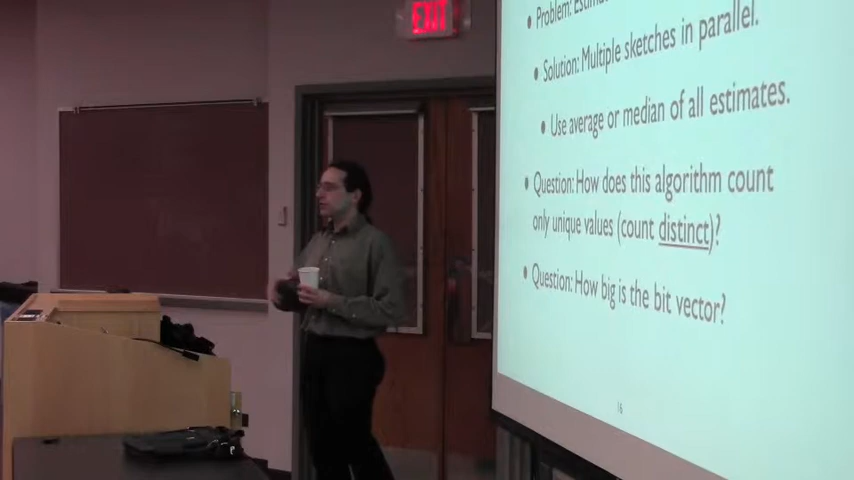 EXIT
Problem: Estima
Solution: Multiple sketches in parallel.
Use average or median of all estimates.
Question: How does this algorithm count
only unique values (count distinct)?
Question: How big is the bit vector?
16